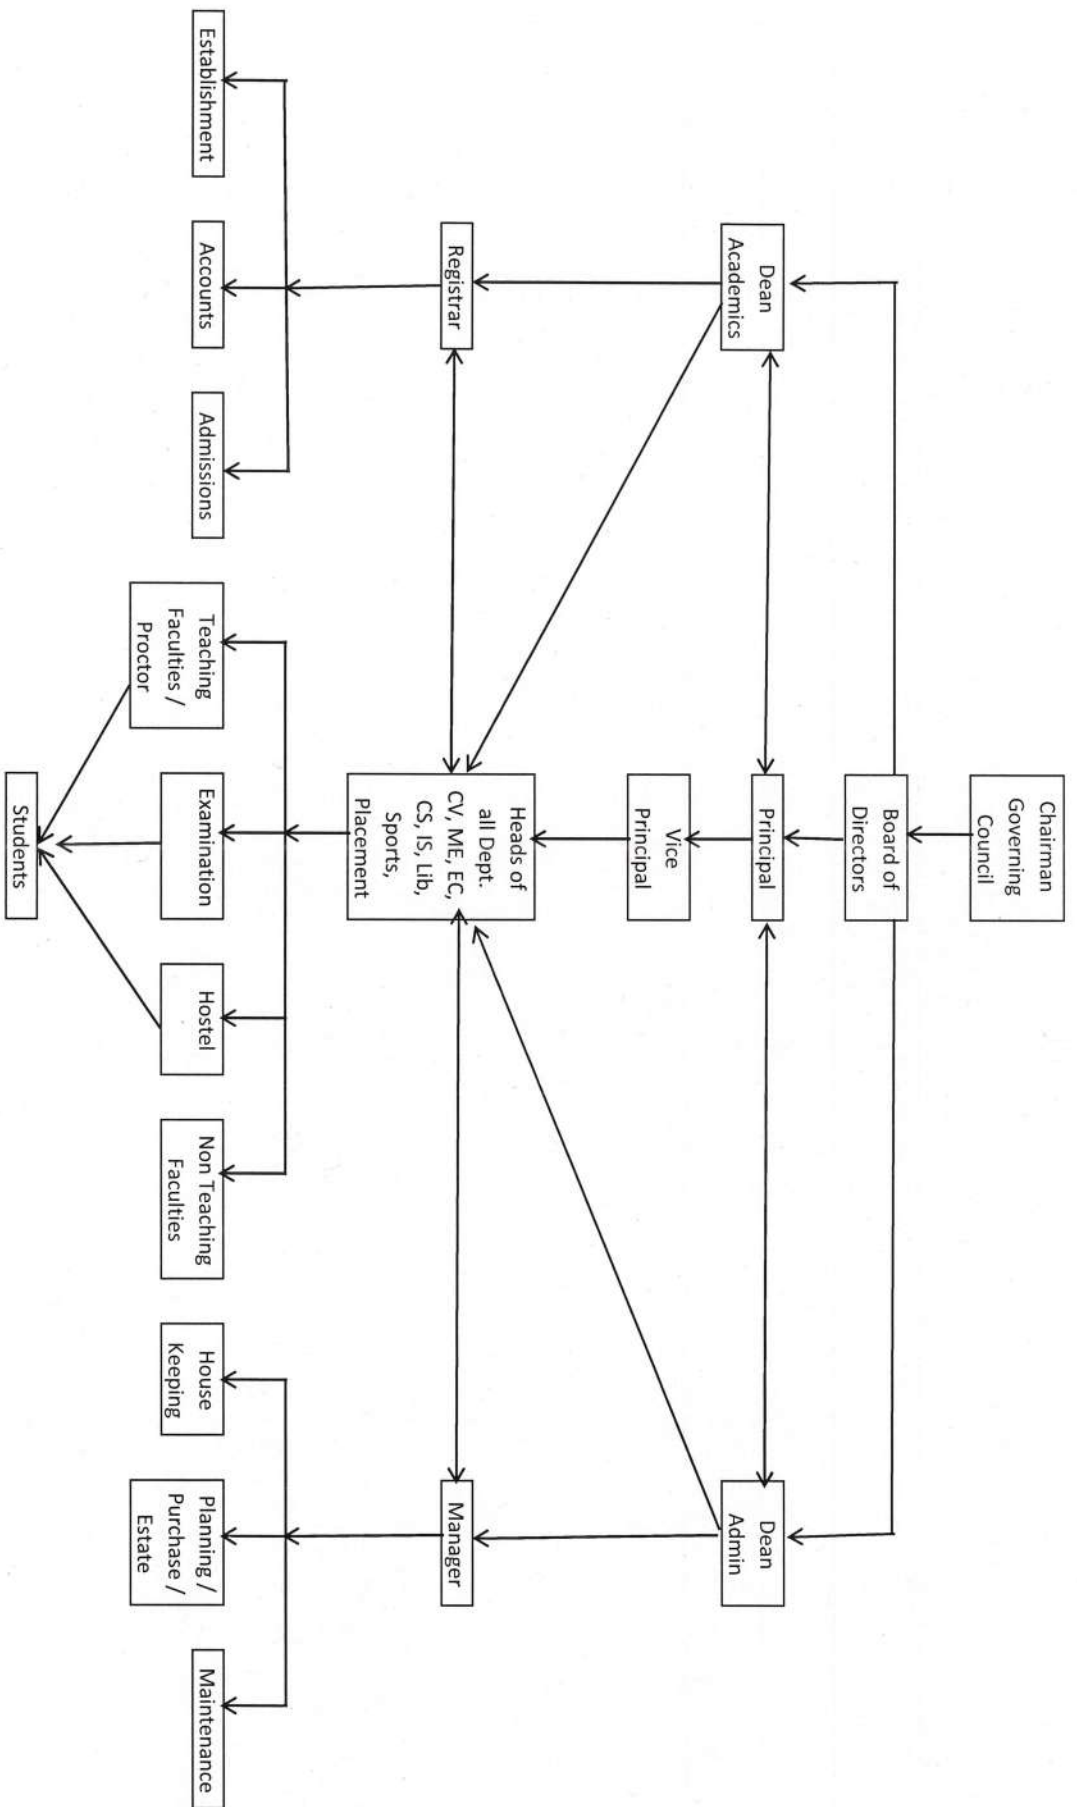 Chairman
Governing
Council
Board of
Directors
Dean
Academics
Principal
Dean
Admin
Vice
Principal
Registrar
Heads of
all Dept.
CV, ME, EC,
CS, IS, Lib,
Sports,
Placement
Manager
Establishment
Accounts
Admissions
Teaching
Faculties /
Proctor
Examination
Hostel
Non Teaching
Faculties
House
Keeping
Planning /
Purchase /
Estate
Maintenance
Students